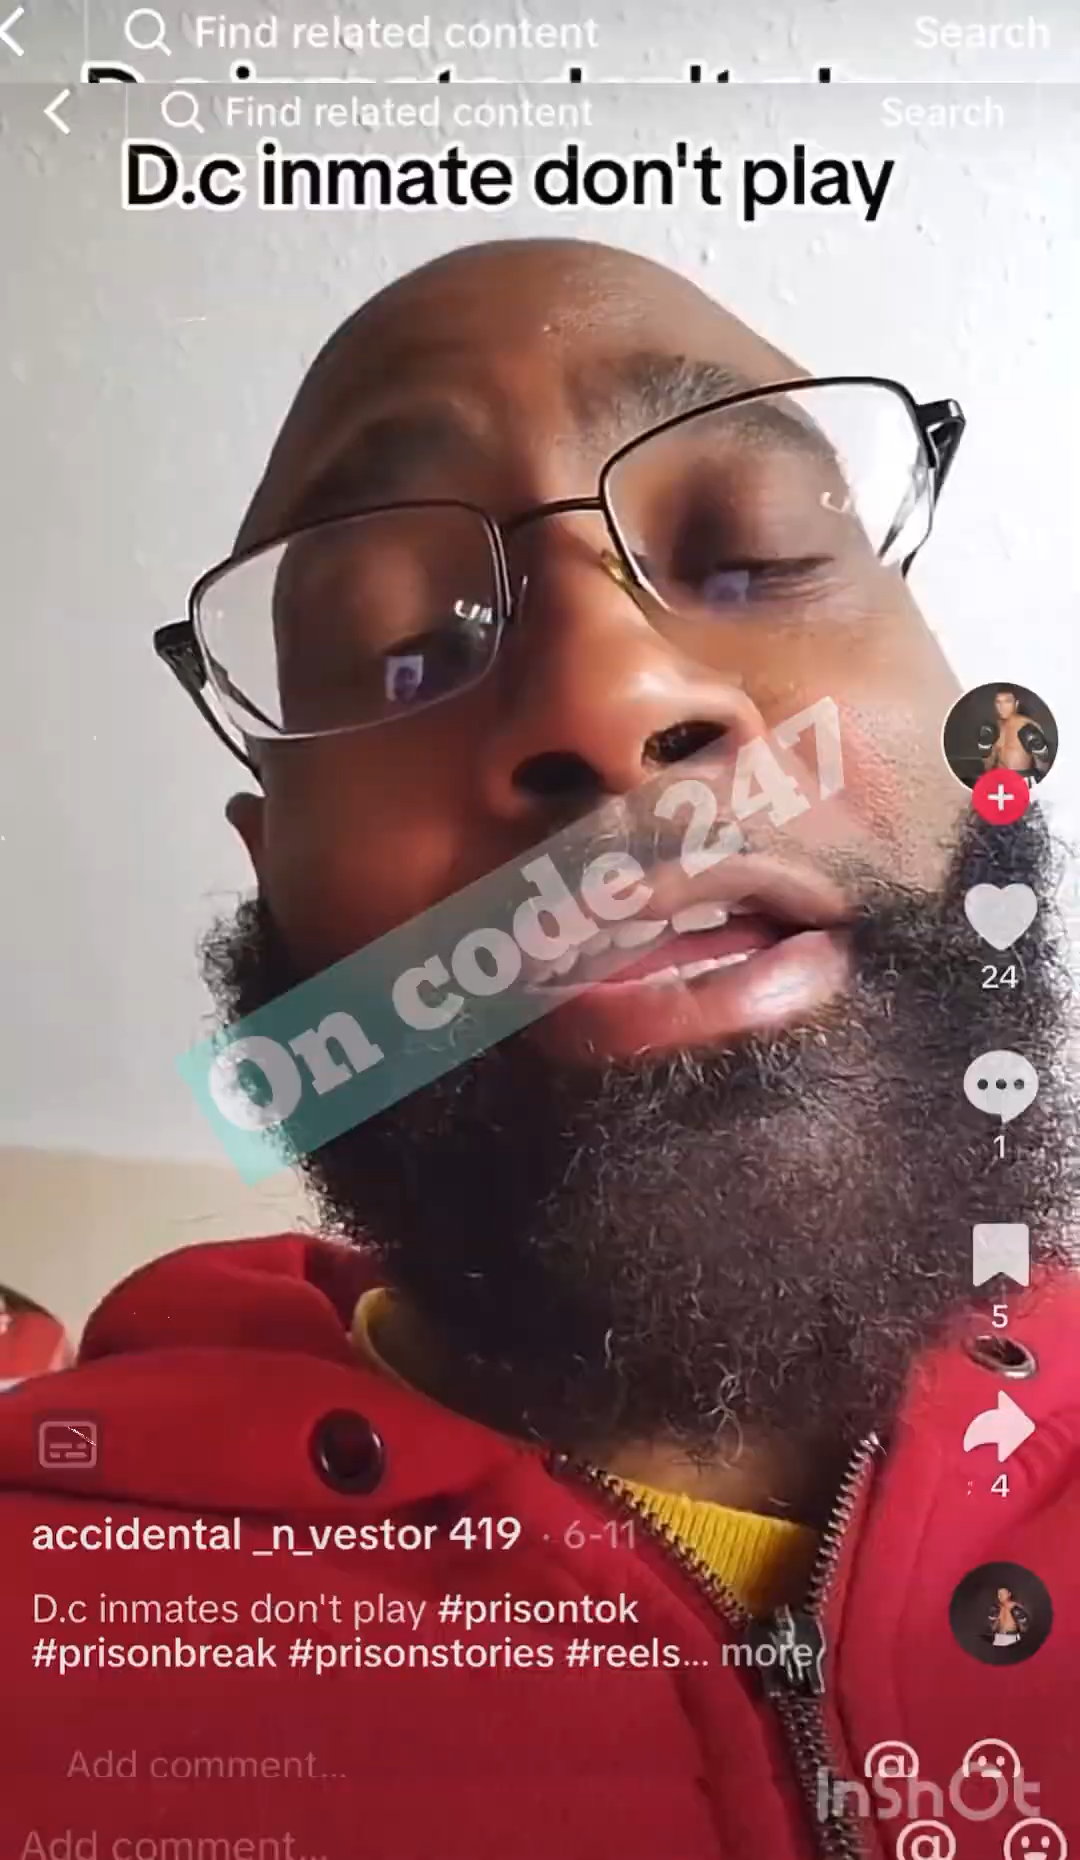 Find related content Search
Find related content Search
D.c inmate don't play
On code 247
24
1
5
4
accidental _n_vestor 419 · 6-11
D.c inmates don't play #prisontok
#prisonbreak #prisonstories #reels... more
Add comment...
InShOt
Add comment...